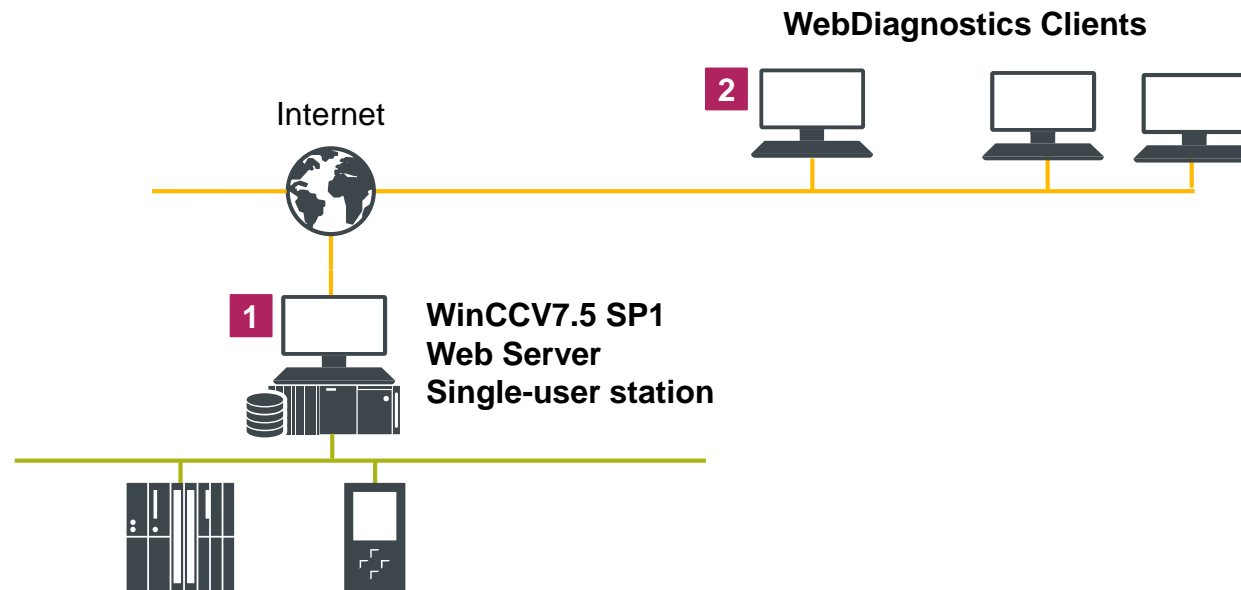 WebDiagnostics Clients
2
Internet
1
WinCCV7.5 SP1
Web Server
Single-user station